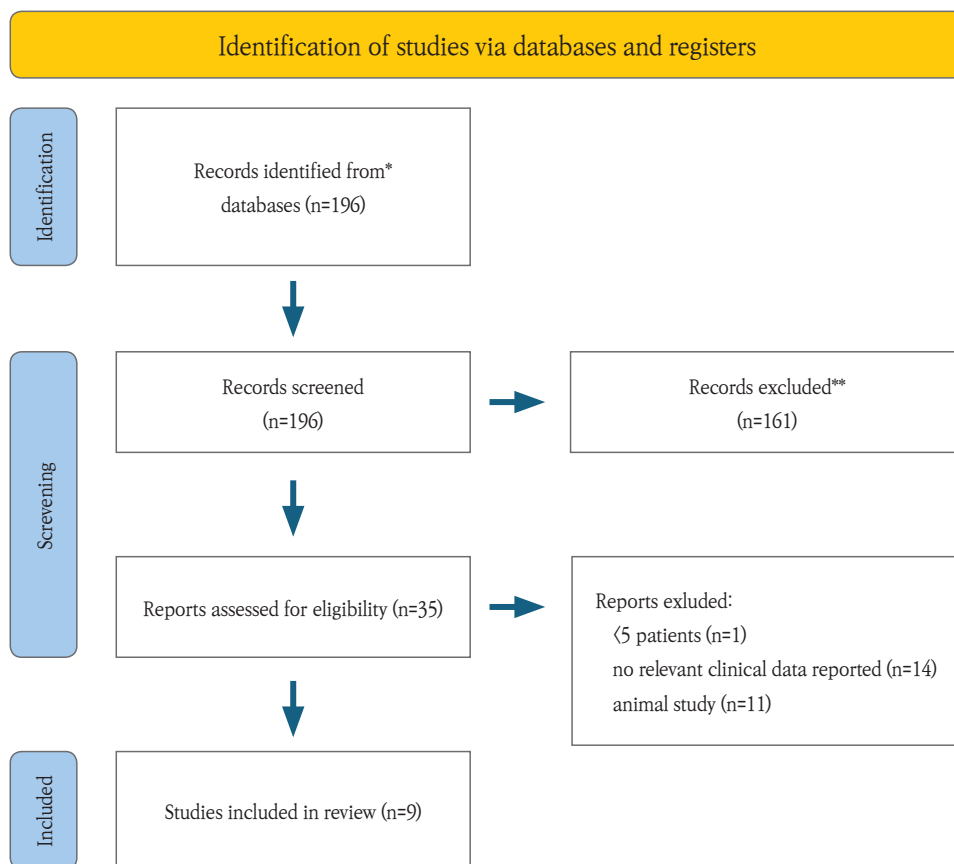 Identification of studies via databases and registers
Identification
Records identified from*
databases (n=196)
Screvening
Records screened
(n=196)
Records excluded**
(n=161)
Reports assessed for eligibility (n=35)
Reports exluded:
<5 patients (n=1)
no relevant clinical data reported (n=14)
animal study (n=11)
Included
Studies included in review (n=9)